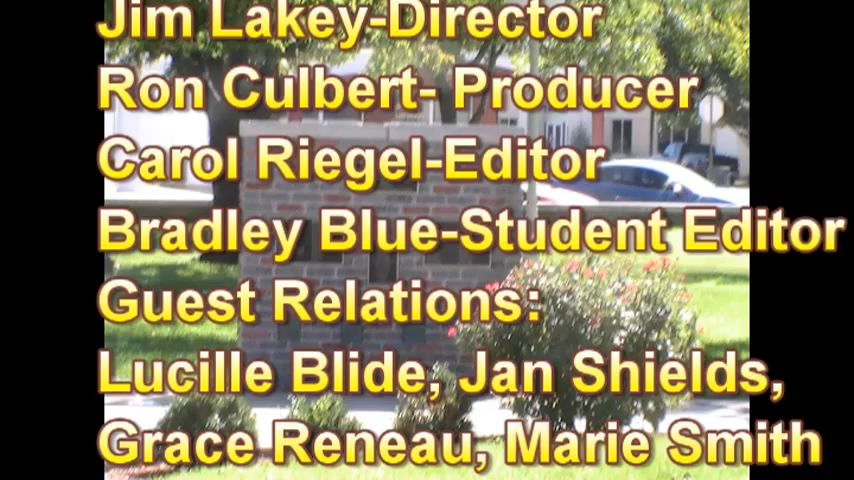 Jim Lakey-Director
Ron Culbert- Producer
Carol Riegel-Editor
Bradley Blue-Student Editor
Guest Relations:
Lucille Blide, Jan Shields,
Grace Reneau, Marie Smith